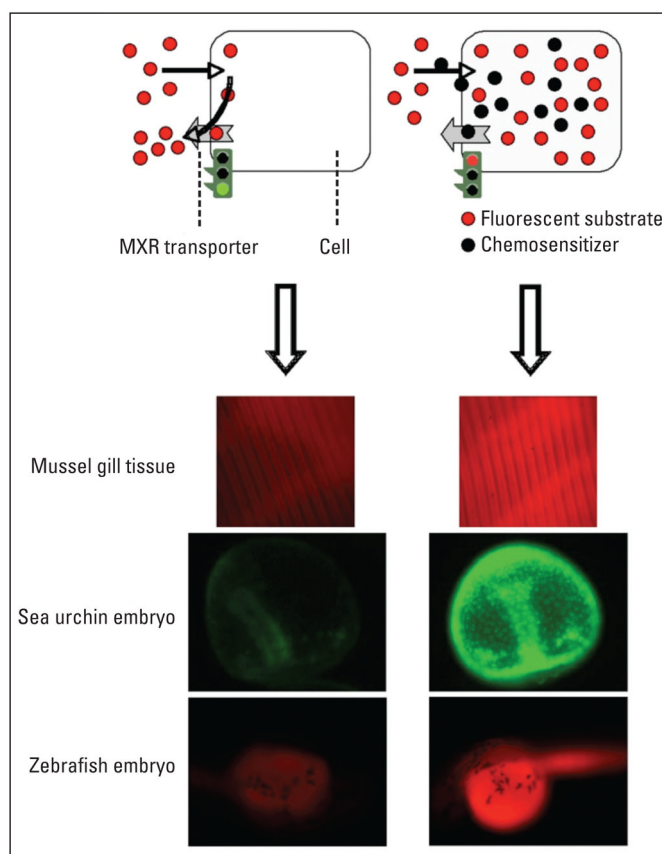 MXR transporter
Cell
Fluorescent substrate
Chemosensitizer
Mussel gill tissue
Sea urchin embryo
Zebrafish embryo